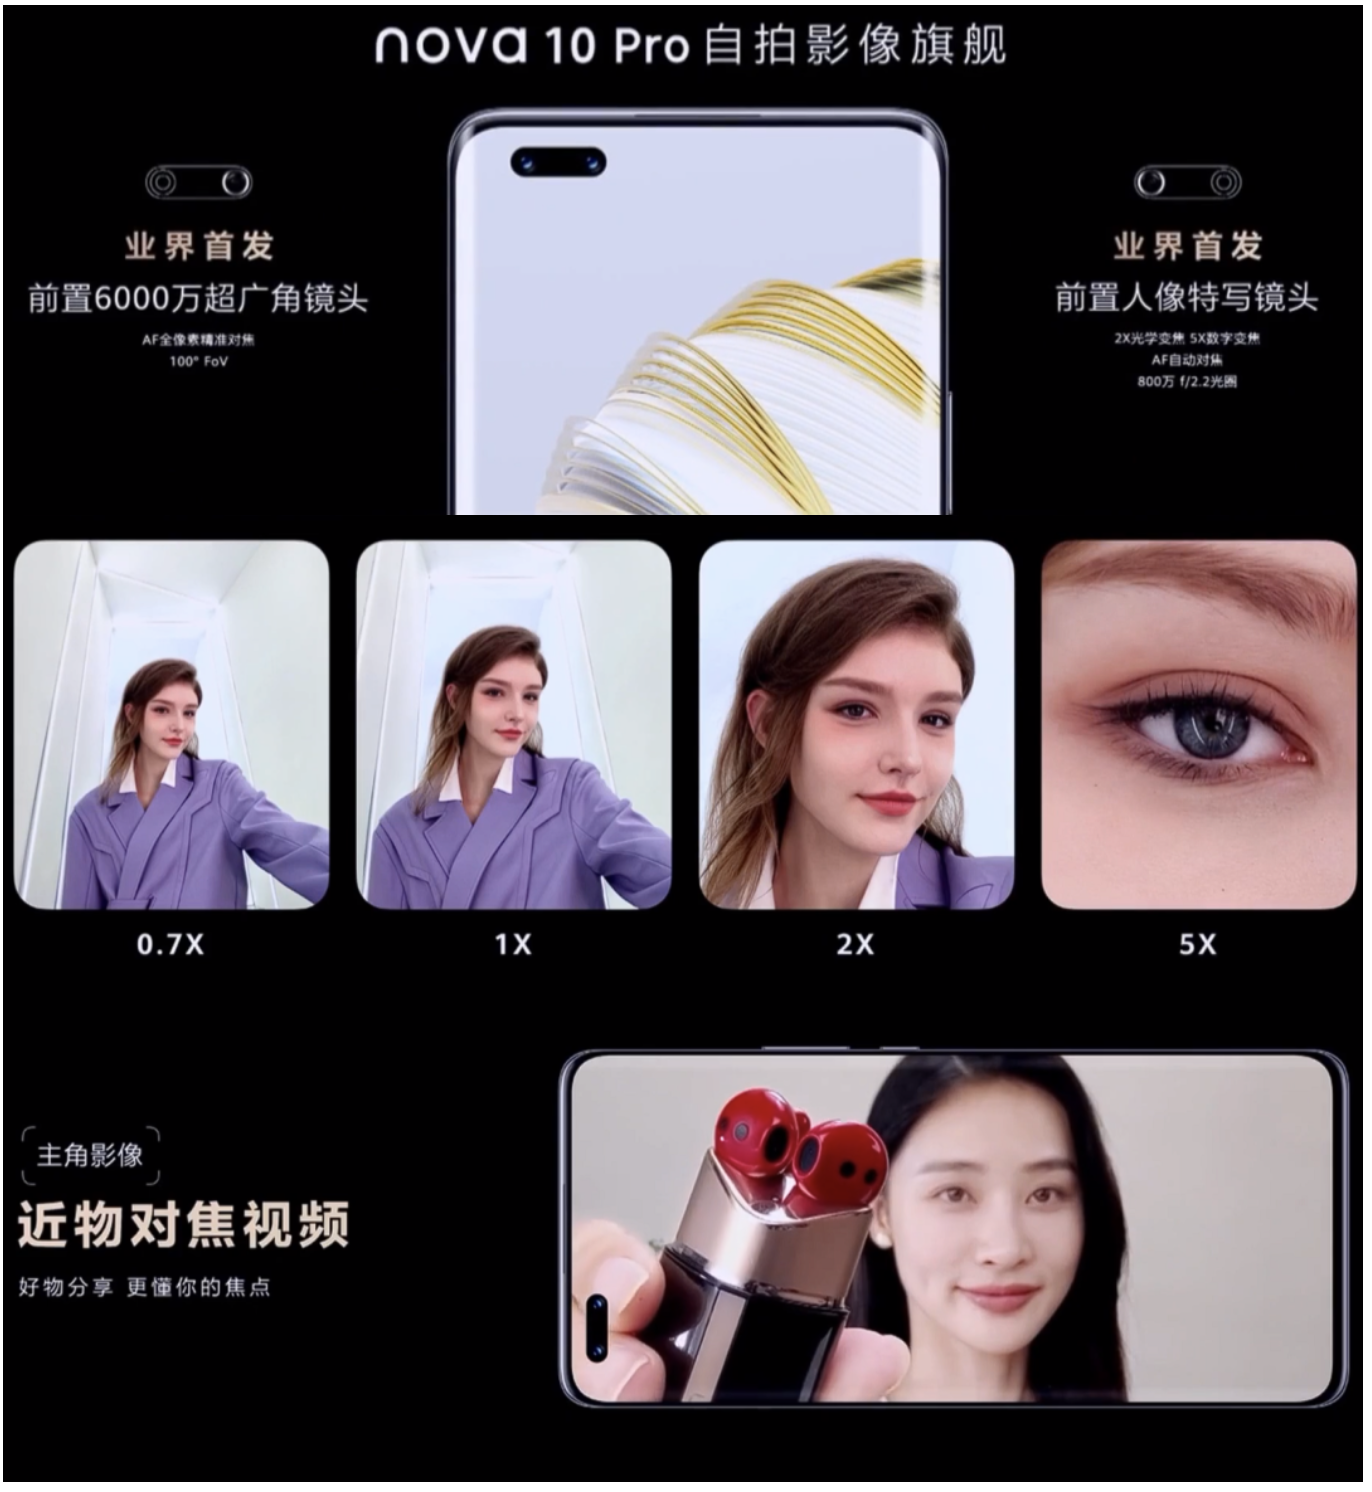 nova 10 Pro 自拍影像旗舰
业界首发
前置6000万超广角镜头
AF全像素精准对焦
100° FoV
业界首发
前置人像特写镜头
2X光学变焦 5X数字变焦
AF自动对焦
800万 f/2.2光圈
0.7X
1X
2X
5X
主角影像
近物对焦视频
好物分享 更懂你的焦点